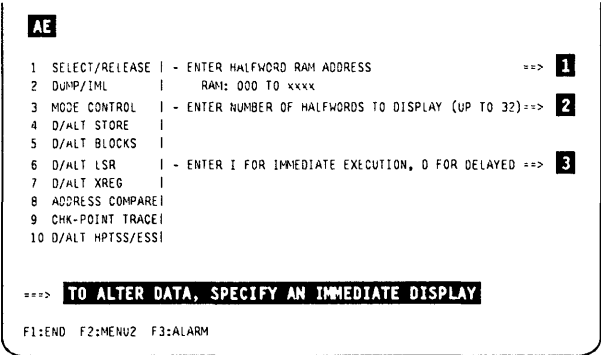 AE
1 SELECT/RELEASE | - ENTER HALFWORD RAM ADDRESS ==> 1
2 DUMP/IML | RAM: 000 TO xxxx
3 MODE CONTROL | - ENTER NUMBER OF HALFWORDS TO DISPLAY (UP TO 32)==> 2
4 D/ALT STORE |
5 D/ALT BLOCKS |
6 D/ALT LSR | - ENTER I FOR IMMEDIATE EXECUTION, D FOR DELAYED ==> 3
7 D/ALT XREG |
8 ADDRESS COMPARE|
9 CHK-POINT TRACE|
10 D/ALT HPTSS/ESS|
===> TO ALTER DATA, SPECIFY AN IMMEDIATE DISPLAY
F1:END F2:MENU2 F3:ALARM